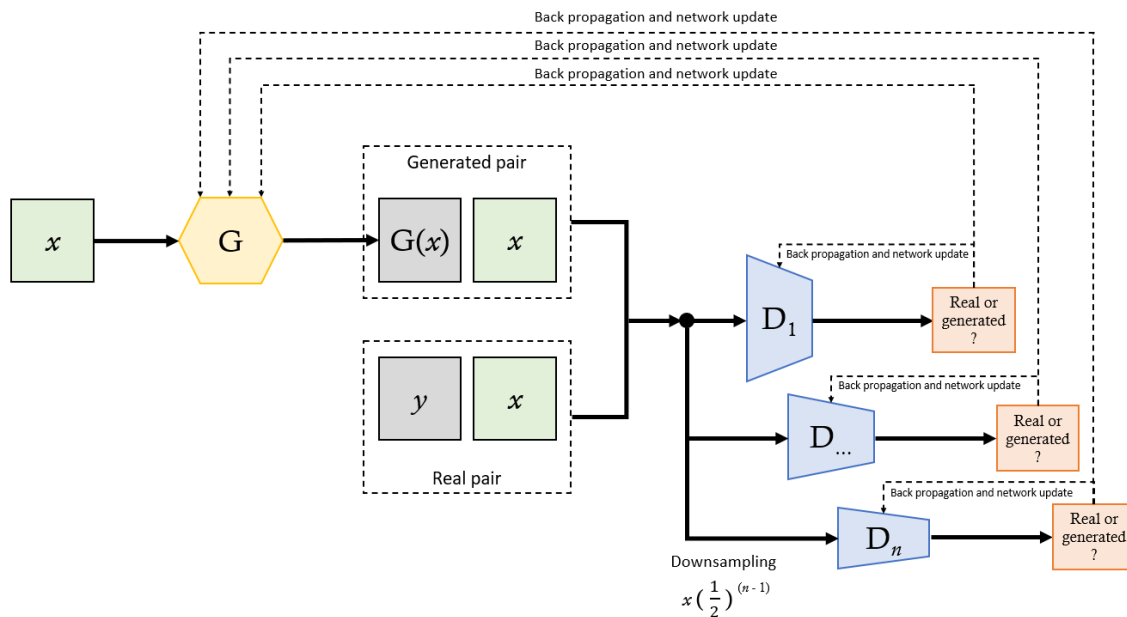 Back propagation and network update
Back propagation and network update
Back propagation and network update
Generated pair
x
G
G(x)
x
Back propagation and network update
D1
Real or
generated
?
y
x
Real pair
Back propagation and network update
D...
Real or
generated
?
Back propagation and network update
Dn
Real or
generated
?
Downsampling
x(1/2)^(n - 1)